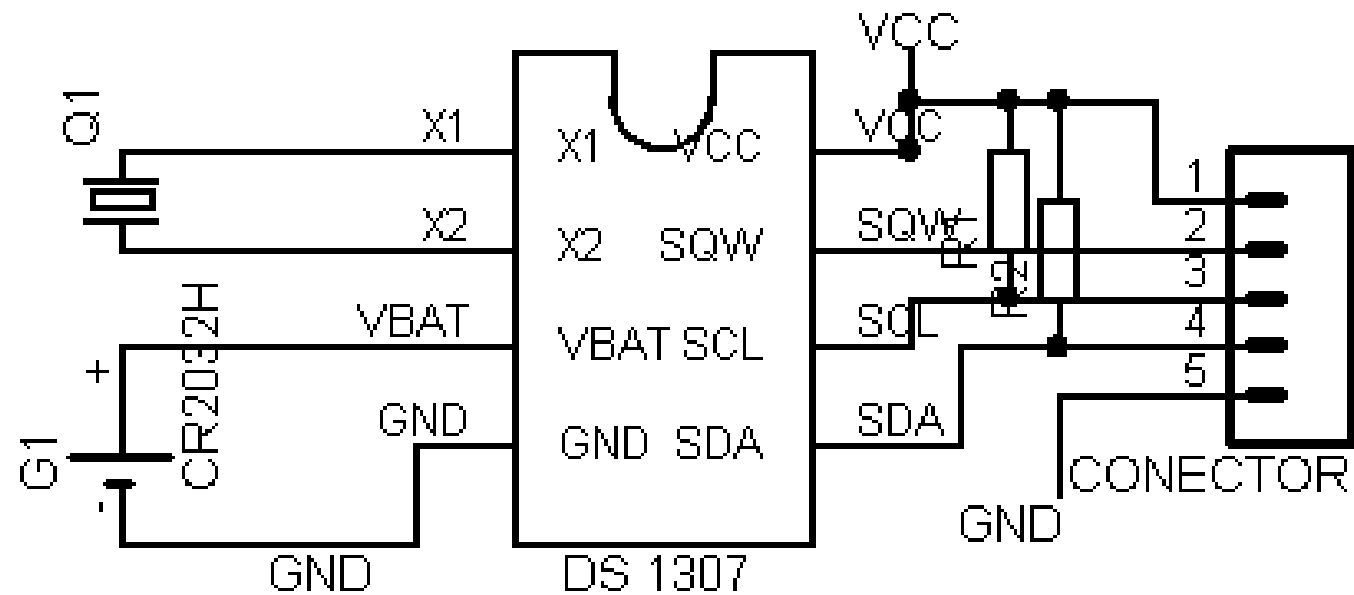 VCC
Q1
X1
X1
VCC
VCC
1
X2
X2
SQW
SQW
R1
2
CR2032H
R2
3
VBAT
VBAT
SCL
SCL
4
+
5
GND
GND
SDA
SDA
G1
-
CONECTOR
GND
GND
DS 1307